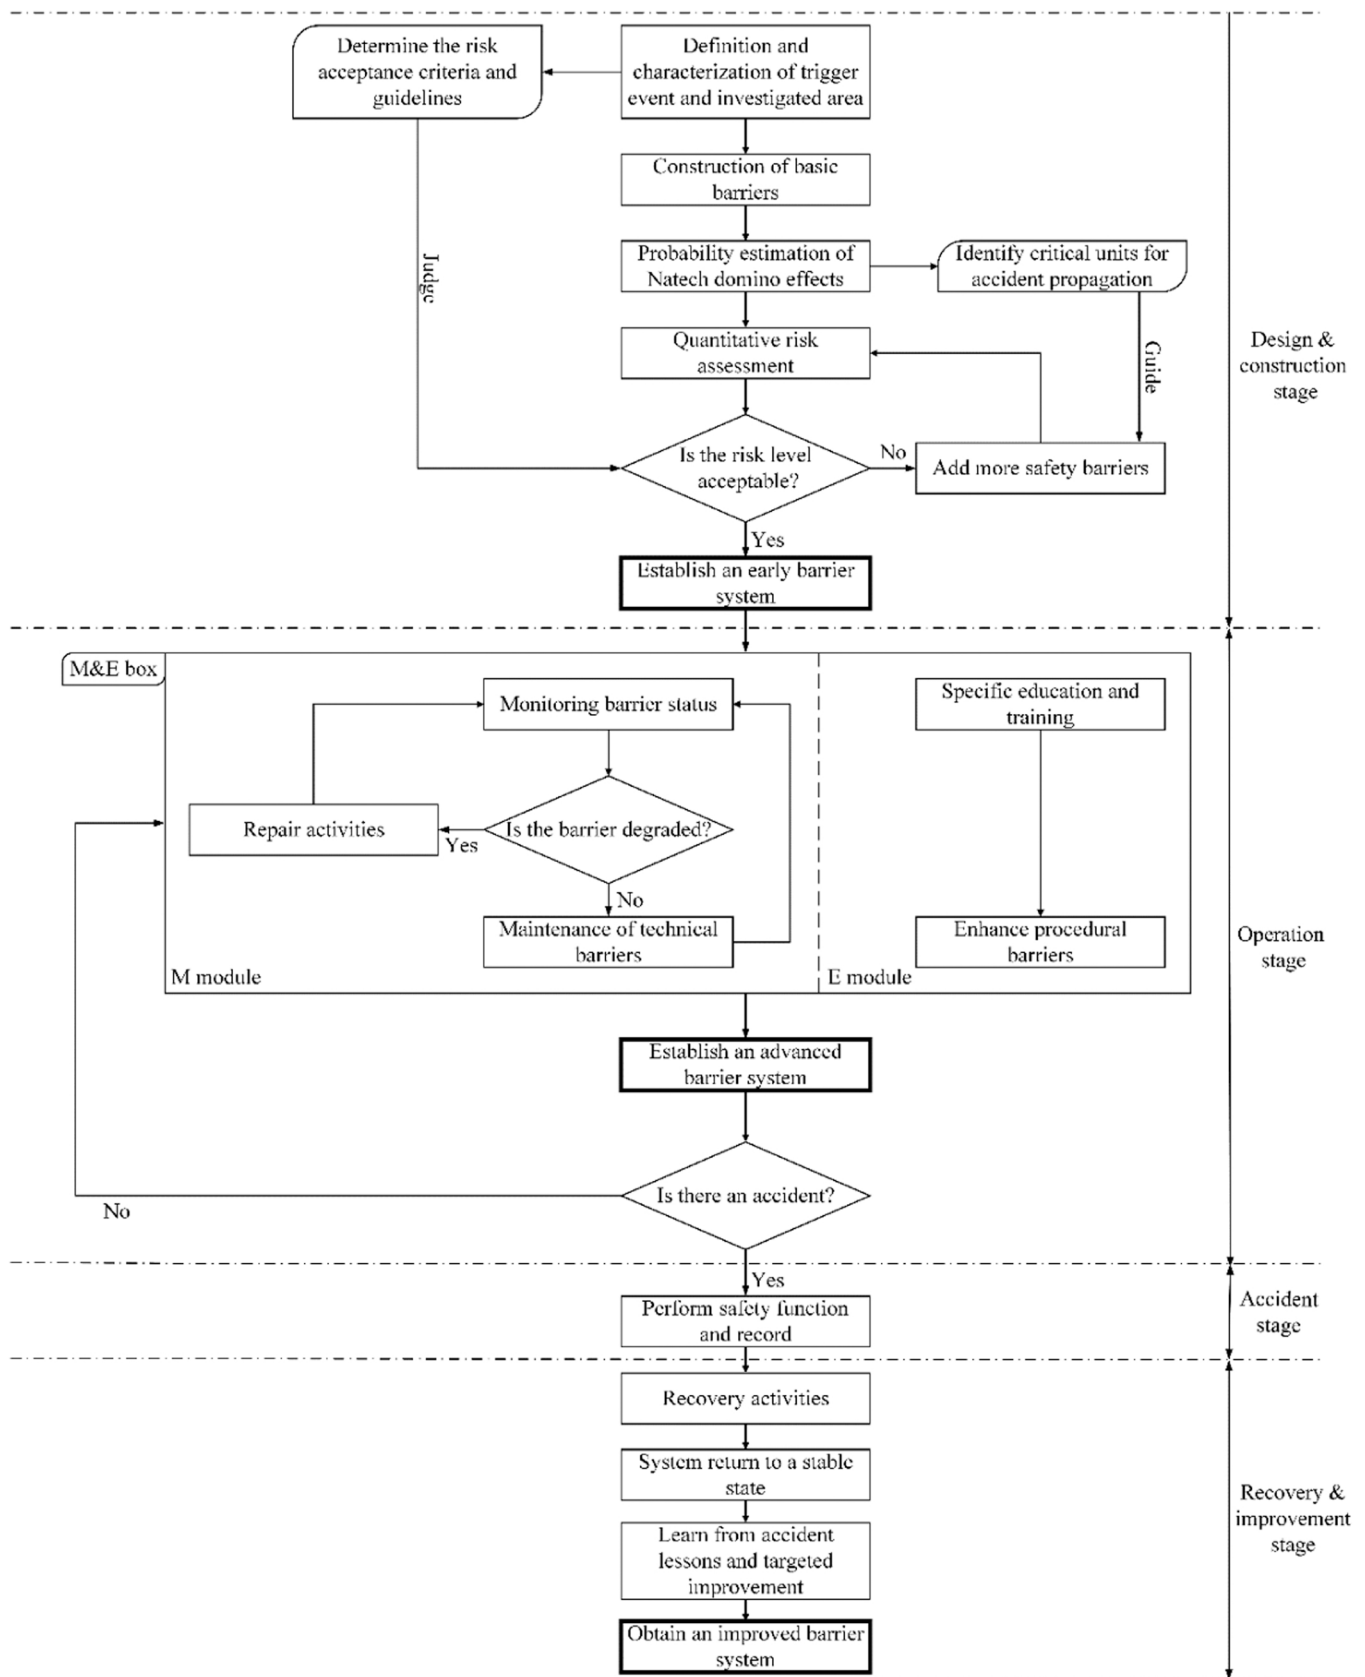 Determine the risk
acceptance criteria and
guidelines
Definition and
characterization of trigger
event and investigated area
Construction of basic
barriers
Probability estimation of
Natech domino effects
Identify critical units for
accident propagation
Judge
Guide
Quantitative risk
assessment
Is the risk level
acceptable?
No
Add more safety barriers
Yes
Establish an early barrier
system
Design &
construction
stage
M&E box
Monitoring barrier status
Is the barrier degraded?
Yes
Repair activities
No
Maintenance of technical
barriers
M module
Specific education and
training
Enhance procedural
barriers
E module
Establish an advanced
barrier system
Is there an accident?
No
Operation
stage
Yes
Perform safety function
and record
Accident
stage
Recovery activities
System return to a stable
state
Learn from accident
lessons and targeted
improvement
Obtain an improved barrier
system
Recovery &
improvement
stage